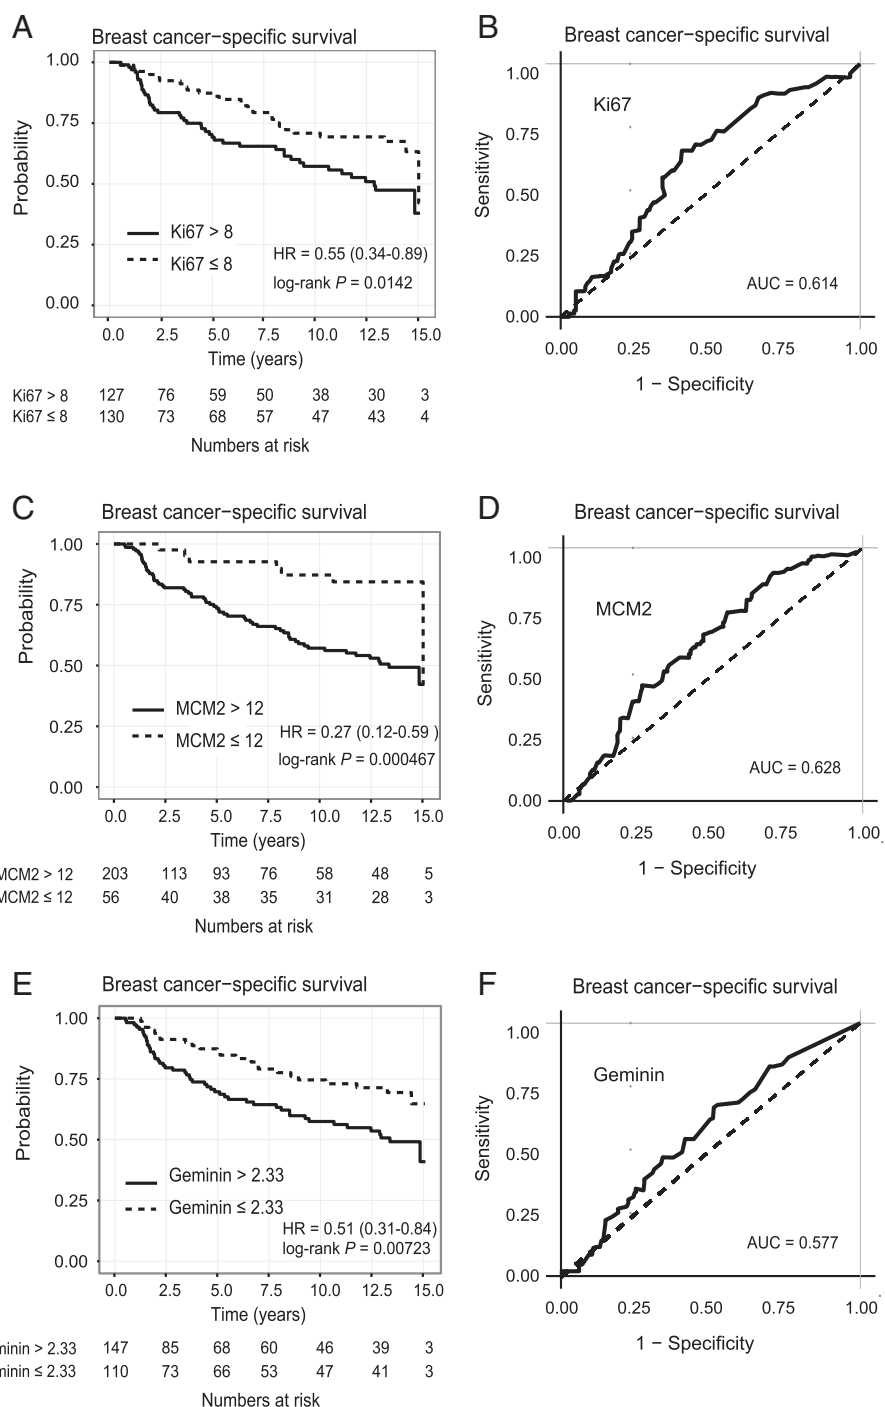 A
Breast cancer−specific survival
Probability
1.00
0.75
0.50
0.25
0.00
Ki67 > 8
Ki67 ≤ 8
HR = 0.55 (0.34-0.89)
log-rank P = 0.0142
0.0 2.5 5.0 7.5 10.0 12.5 15.0
Time (years)
Ki67 > 8 127 76 59 50 38 30 3
Ki67 ≤ 8 130 73 68 57 47 43 4
Numbers at risk
B
Breast cancer−specific survival
Sensitivity
1.00
0.75
0.50
0.25
0.00
Ki67
AUC = 0.614
0.00 0.25 0.50 0.75 1.00
1 − Specificity
C
Breast cancer−specific survival
Probability
1.00
0.75
0.50
0.25
0.00
MCM2 > 12
MCM2 ≤ 12
HR = 0.27 (0.12-0.59 )
log-rank P = 0.000467
0.0 2.5 5.0 7.5 10.0 12.5 15.0
Time (years)
MCM2 > 12 203 113 93 76 58 48 5
MCM2 ≤ 12 56 40 38 35 31 28 3
Numbers at risk
D
Breast cancer−specific survival
Sensitivity
1.00
0.75
0.50
0.25
0.00
MCM2
AUC = 0.628
0.00 0.25 0.50 0.75 1.00
1 − Specificity
E
Breast cancer−specific survival
Probability
1.00
0.75
0.50
0.25
0.00
Geminin > 2.33
Geminin ≤ 2.33
HR = 0.51 (0.31-0.84)
log-rank P = 0.00723
0.0 2.5 5.0 7.5 10.0 12.5 15.0
Time (years)
minin > 2.33 147 85 68 60 46 39 3
minin ≤ 2.33 110 73 66 53 47 41 3
Numbers at risk
F
Breast cancer−specific survival
Sensitivity
1.00
0.75
0.50
0.25
0.00
Geminin
AUC = 0.577
0.00 0.25 0.50 0.75 1.00
1 − Specificity